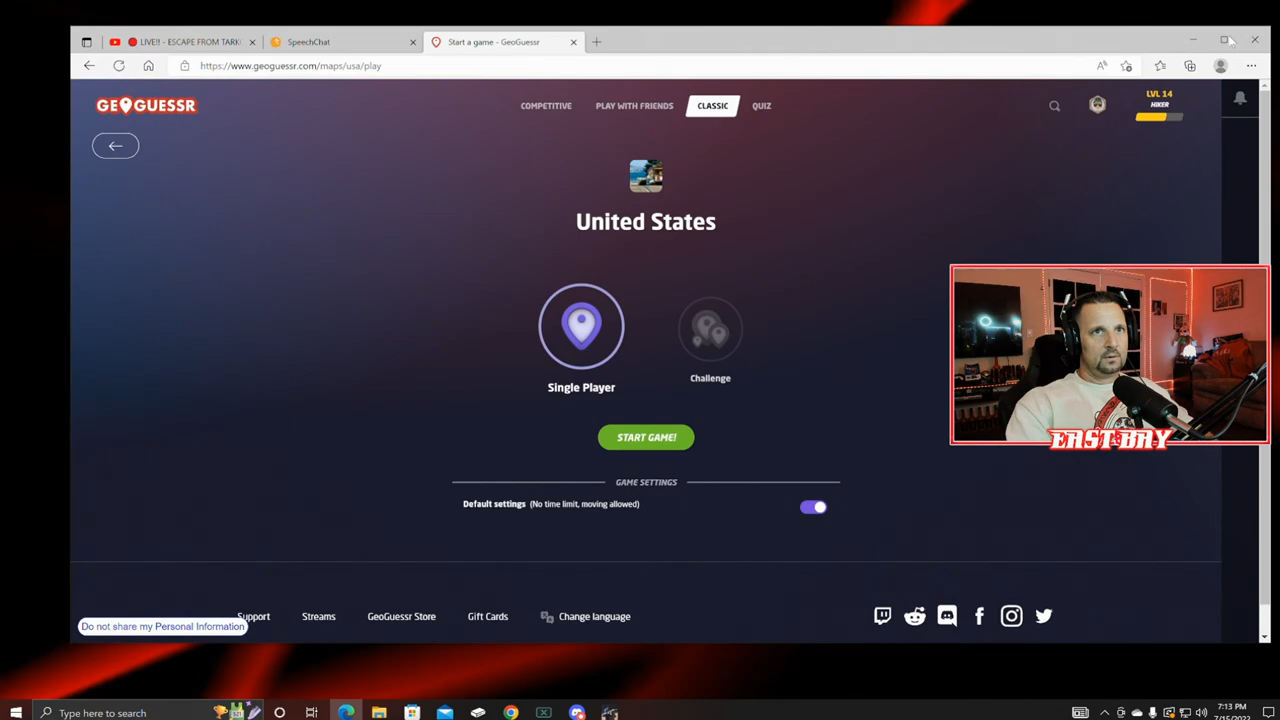 LIVE!! - ESCAPE FROM TARK
SpeechChat
Start a game - GeoGuessr
https://www.geoguessr.com/maps/usa/play
GEOGUESSR
COMPETITIVE
PLAY WITH FRIENDS
CLASSIC
QUIZ
LVL 14
HIKER
United States
Single Player
Challenge
START GAME!
EAST BAY
GAME SETTINGS
Default settings (No time limit, moving allowed)
Support
Streams
GeoGuessr Store
Gift Cards
Change language
Do not share my Personal Information
Type here to search
7:13 PM